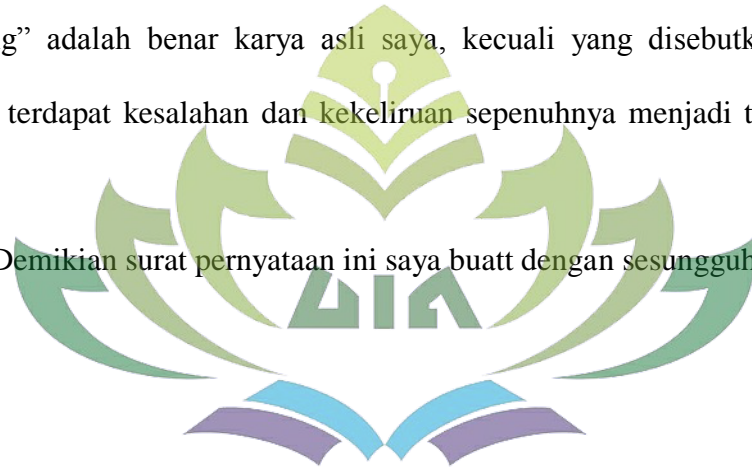 g” adalah benar karya asli saya, kecuali yang disebutk
terdapat kesalahan dan kekeliruan sepenuhnya menjadi t
Demikian surat pernyataan ini saya buatt dengan sesungguh
UIN